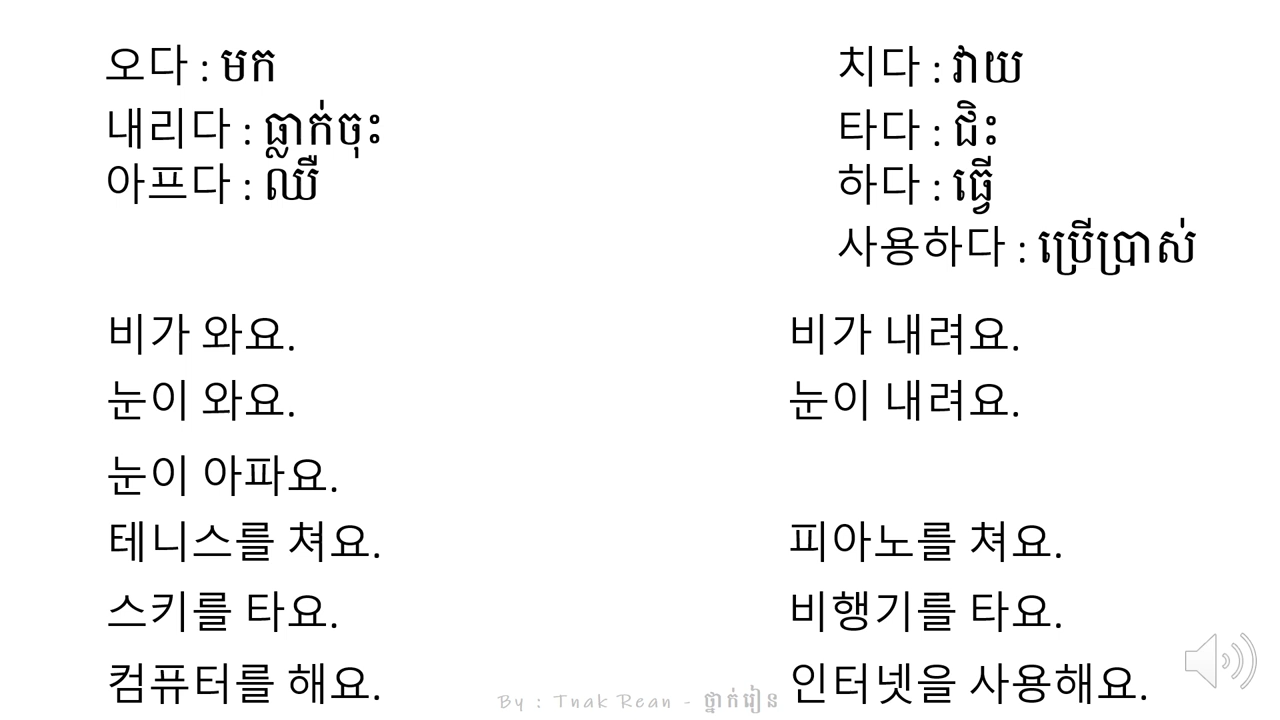 오다 : មក
치다 : វាយ
내리다 : ធ្លាក់ចុះ
타다 : ជិះ
아프다 : ឈឺ
하다 : ធ្វើ
사용하다 : ប្រើប្រាស់
비가 와요.
비가 내려요.
눈이 와요.
눈이 내려요.
눈이 아파요.
테니스를 쳐요.
피아노를 쳐요.
스키를 타요.
비행기를 타요.
컴퓨터를 해요.
인터넷을 사용해요.
By : Tnak Rean - ថ្នាក់រៀន